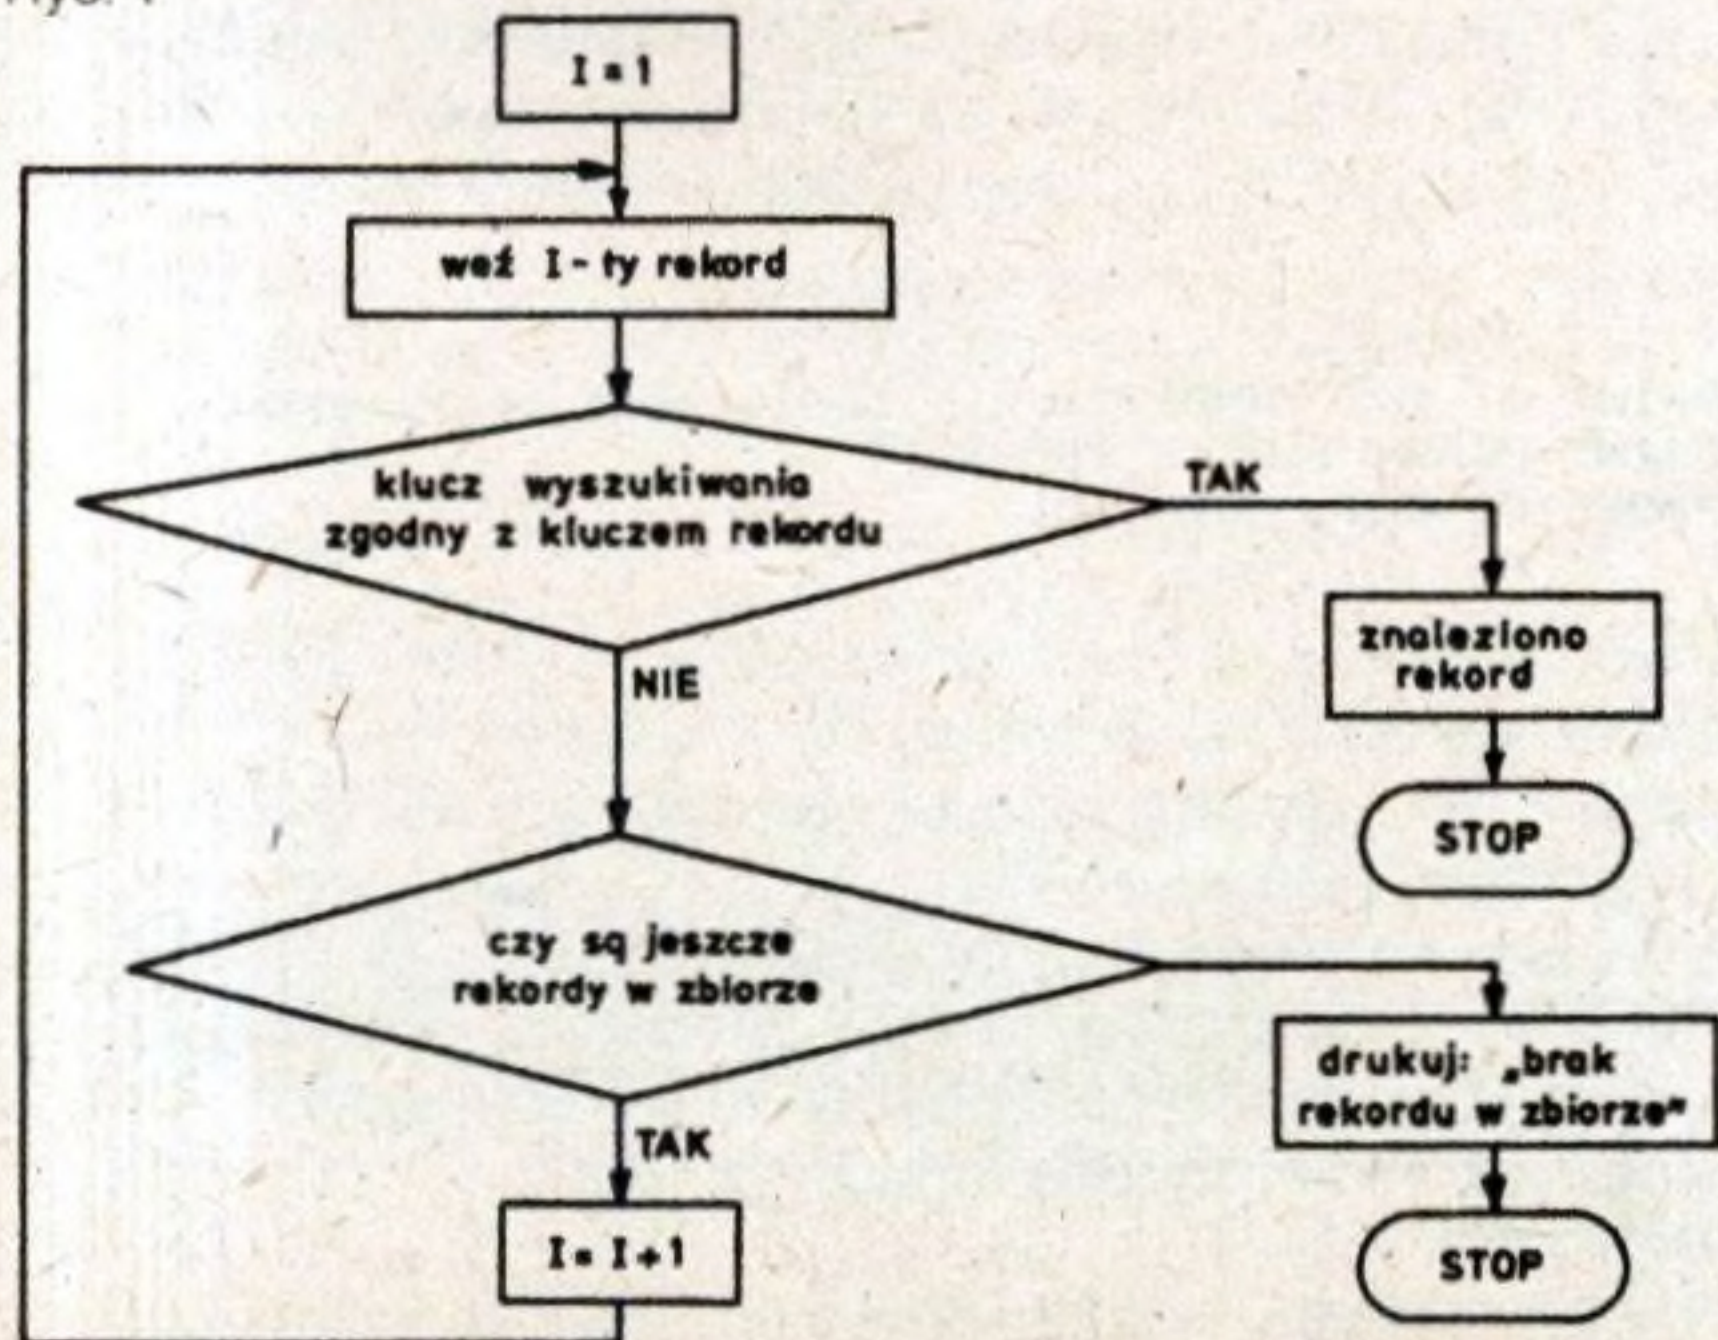 I = 1
weź I-ty rekord
klucz wyszukiwania
zgodny z kluczem rekordu
TAK
znaleziono
rekord
STOP
NIE
czy są jeszcze
rekordy w zbiorze
drukuj: „brak
rekordu w zbiorze"
STOP
TAK
I = I + 1